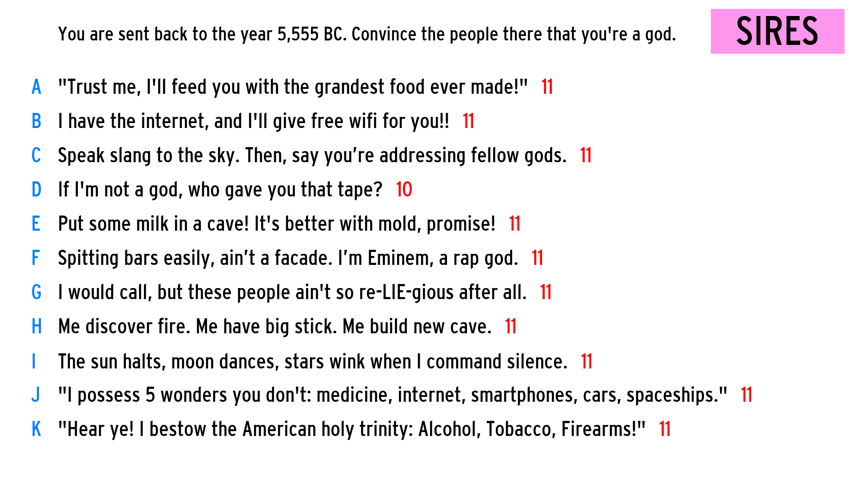 You are sent back to the year 5,555 BC. Convince the people there that you're a god.
SIRES
A "Trust me, I'll feed you with the grandest food ever made!" 11
B I have the internet, and I'll give free wifi for you!! 11
C Speak slang to the sky. Then, say you’re addressing fellow gods. 11
D If I'm not a god, who gave you that tape? 10
E Put some milk in a cave! It's better with mold, promise! 11
F Spitting bars easily, ain’t a facade. I’m Eminem, a rap god. 11
G I would call, but these people ain't so re-LIE-gious after all. 11
H Me discover fire. Me have big stick. Me build new cave. 11
I The sun halts, moon dances, stars wink when I command silence. 11
J "I possess 5 wonders you don't: medicine, internet, smartphones, cars, spaceships." 11
K "Hear ye! I bestow the American holy trinity: Alcohol, Tobacco, Firearms!" 11